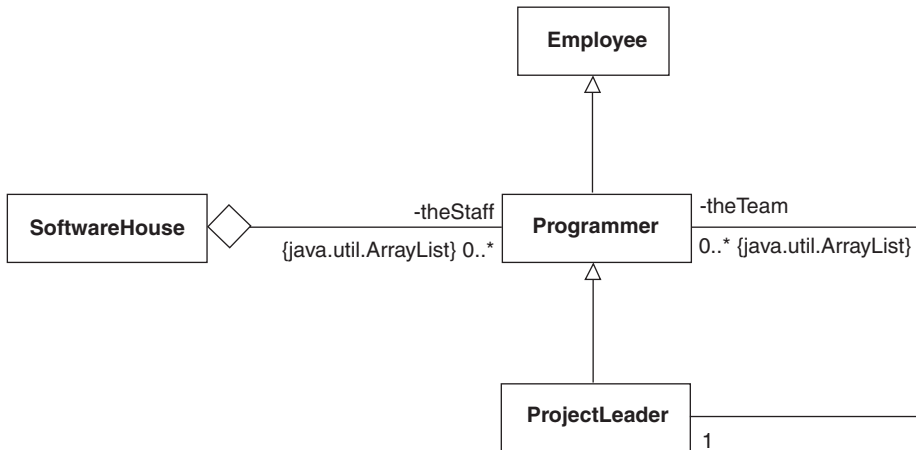 Employee
SoftwareHouse
-theStaff
{java.util.ArrayList} 0..*
Programmer
-theTeam
0..* {java.util.ArrayList}
ProjectLeader
1